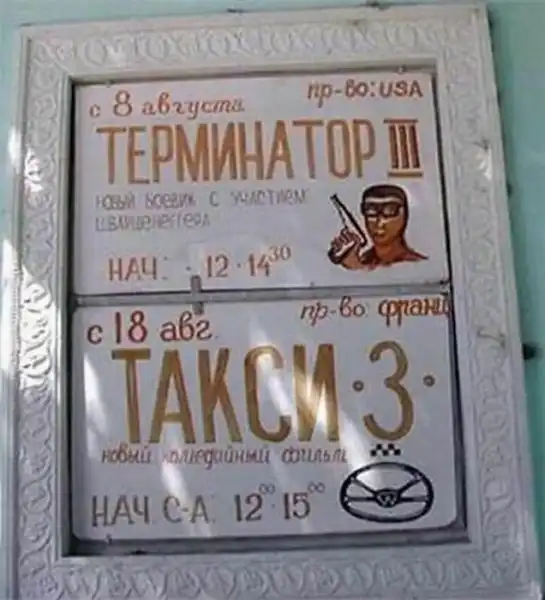 с 8 августа пр-во: USA
ТЕРМИНАТОР III
НОВЫЙ БОЕВИК С УЧАСТИЕМ
НАЧ: · 12 · 14³⁰
с 18 авг. пр-во: франц
ТАКСИ · 3 ·
новый комедийный фильм
НАЧ. С-А: 12⁰⁰ 15⁰⁰